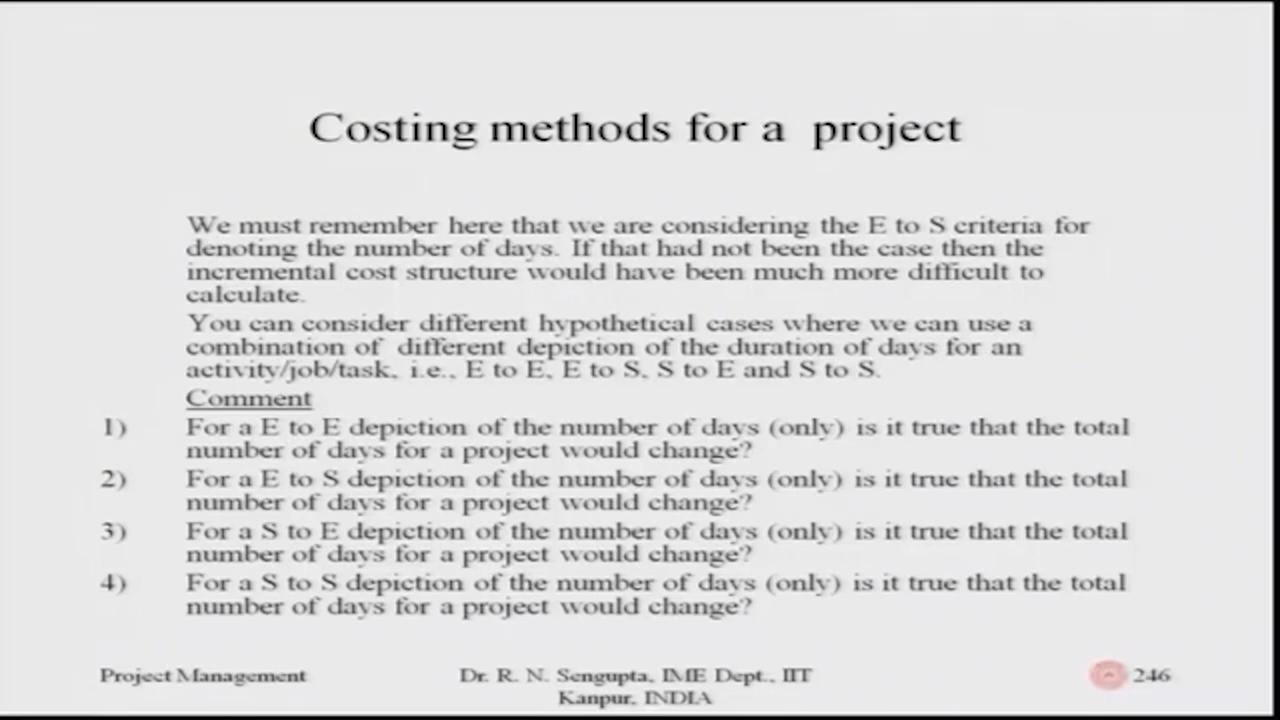 Costing methods for a project
We must remember here that we are considering the E to S criteria for
denoting the number of days. If that had not been the case then the
incremental cost structure would have been much more difficult to
calculate.
You can consider different hypothetical cases where we can use a
combination of different depiction of the duration of days for an
activity/job/task, i.e., E to E, E to S, S to E and S to S.
Comment
1) For a E to E depiction of the number of days (only) is it true that the total
number of days for a project would change?
2) For a E to S depiction of the number of days (only) is it true that the total
number of days for a project would change?
3) For a S to E depiction of the number of days (only) is it true that the total
number of days for a project would change?
4) For a S to S depiction of the number of days (only) is it true that the total
number of days for a project would change?
Project Management
Dr. R. N. Sengupta, IME Dept., IIT
Kanpur, INDIA
246